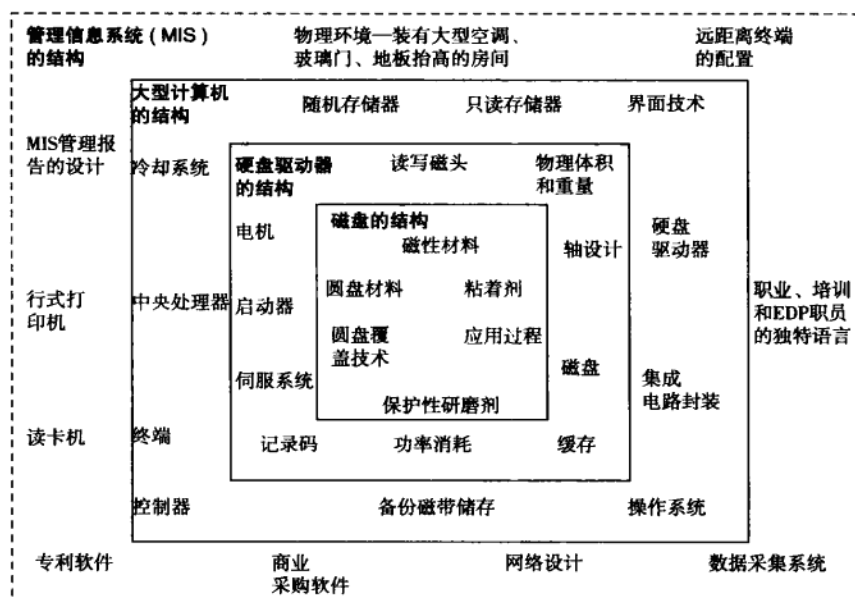 管理信息系统（MIS）
的结构
物理环境—装有大型空调、
玻璃门、地板抬高的房间
远距离终端
的配置
大型计算机
的结构
随机存储器
只读存储器
界面技术
MIS管理报
告的设计
冷却系统
硬盘驱动器
的结构
读写磁头
物理体积
和重量
电机
磁盘的结构
磁性材料
轴设计
硬盘
驱动器
行式打
印机
中央处理器
启动器
圆盘材料
粘着剂
职业、培训
和EDP职员
的独特语言
圆盘覆
盖技术
应用过程
伺服系统
磁盘
集成
电路封装
保护性研磨剂
读卡机
终端
记录码
功率消耗
缓存
控制器
备份磁带储存
操作系统
专利软件
商业
采购软件
网络设计
数据采集系统